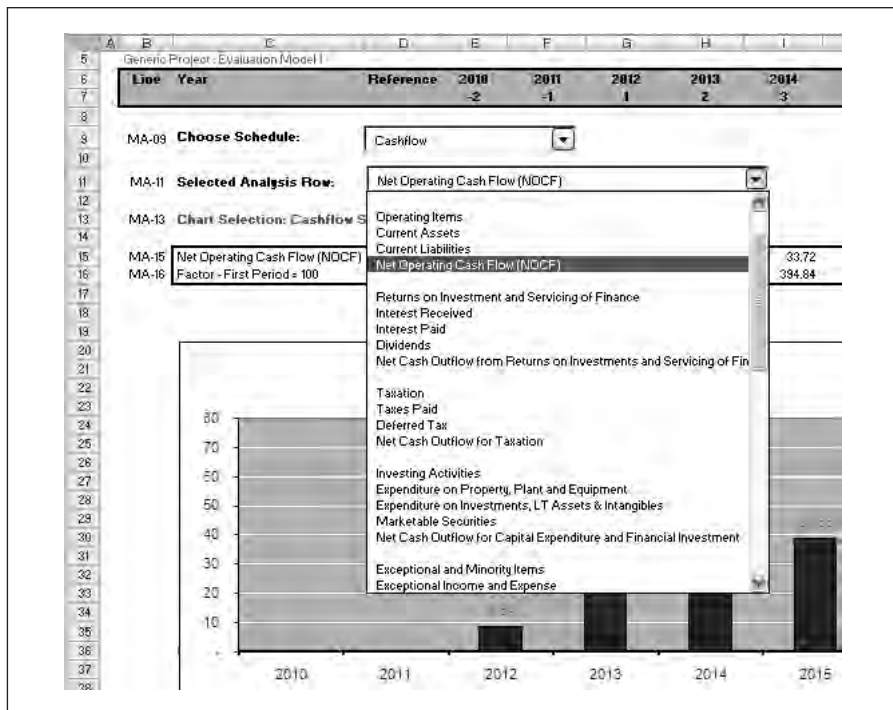 A B C D E F G H I
5 Generic Project : Evaluation Model I
6 Line Year Reference 2010 2011 2012 2013 2014
7 -2 -1 1 2 3
8
9 MA-09 Choose Schedule: Cashflow
10
11 MA-11 Selected Analysis Row: Net Operating Cash Flow (NOCF)
12
13 MA-13 Chart Selection: Cashflow S
14
15 MA-15 Net Operating Cash Flow (NOCF) 33.72
16 MA-16 Factor - First Period = 100 394.84
17
18
19
20
21
22
23
24
25
26
27
28
29
30
31
32
33
34
35
36
37
38
Operating Items
Current Assets
Current Liabilities
Net Operating Cash Flow (NOCF)
Returns on Investment and Servicing of Finance
Interest Received
Interest Paid
Dividends
Net Cash Outflow from Returns on Investments and Servicing of Fin
Taxation
Taxes Paid
Deferred Tax
Net Cash Outflow for Taxation
Investing Activities
Expenditure on Property, Plant and Equipment
Expenditure on Investments, LT Assets & Intangibles
Marketable Securities
Net Cash Outflow for Capital Expenditure and Financial Investment
Exceptional and Minority Items
Exceptional Income and Expense
80
70
60
50
40
30
20
10
-
2010 2011 2012 2013 2014 2015